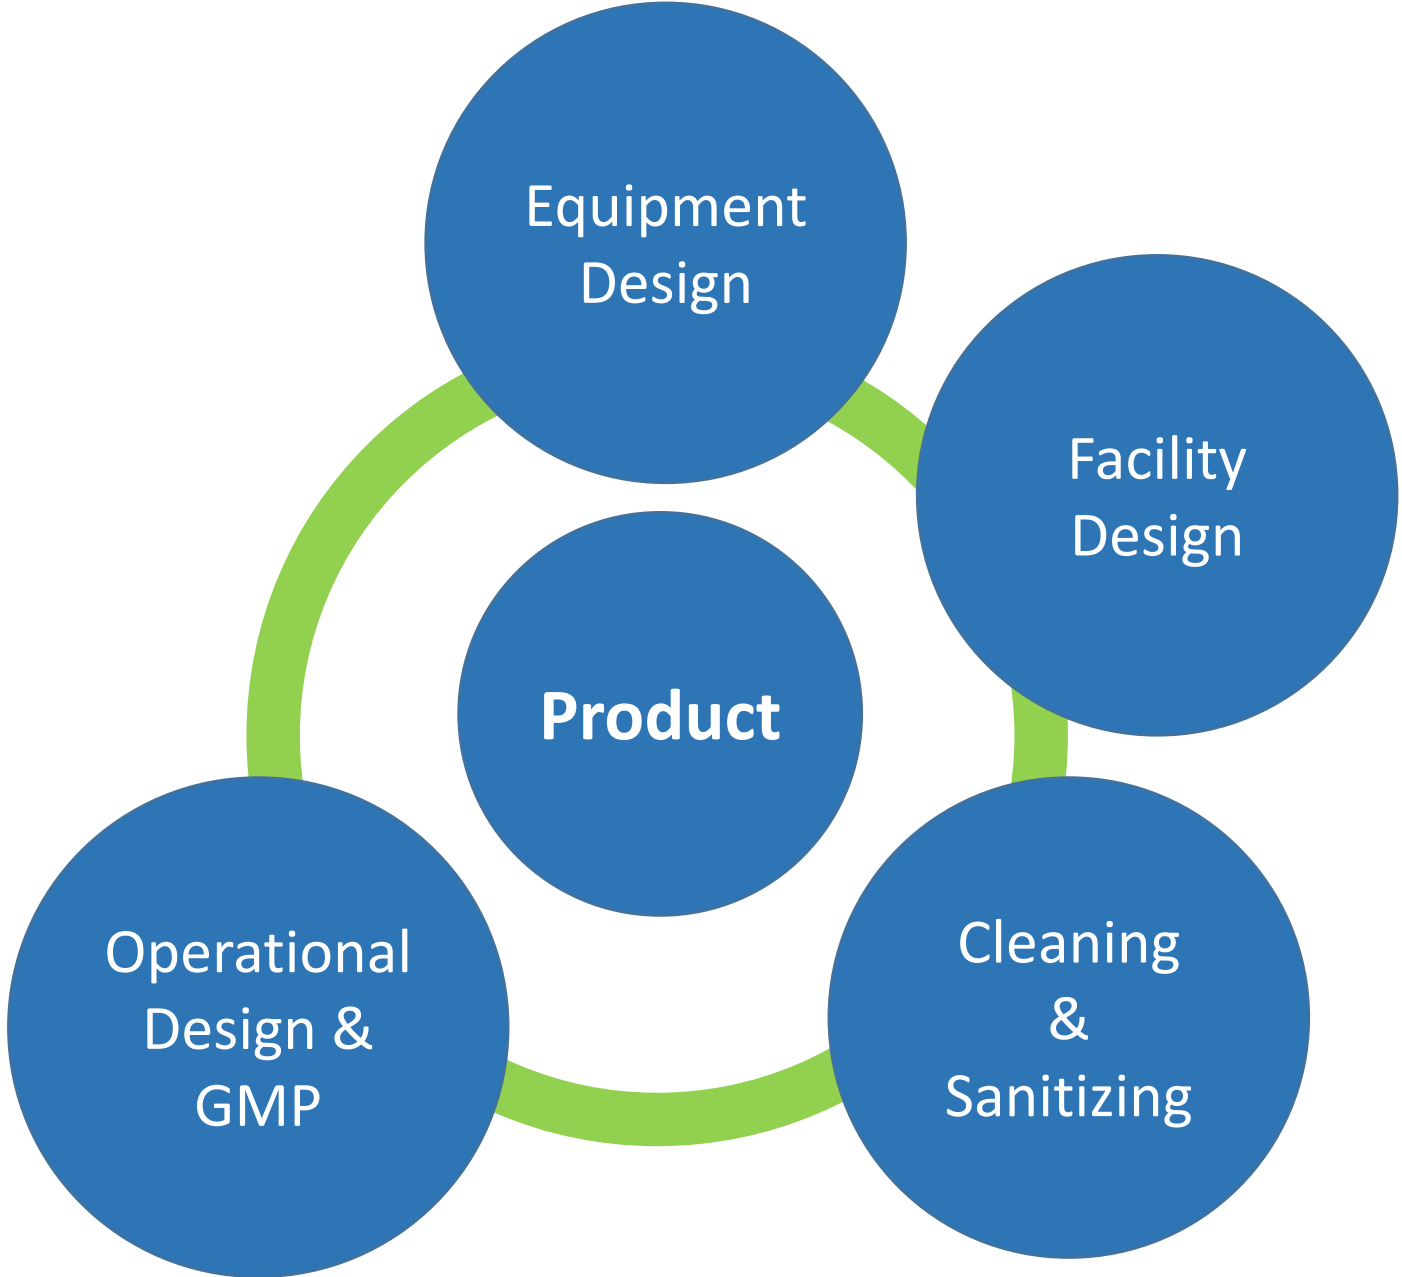 Equipment
Design
Facility
Design
Product
Operational
Design &
GMP
Cleaning
&
Sanitizing